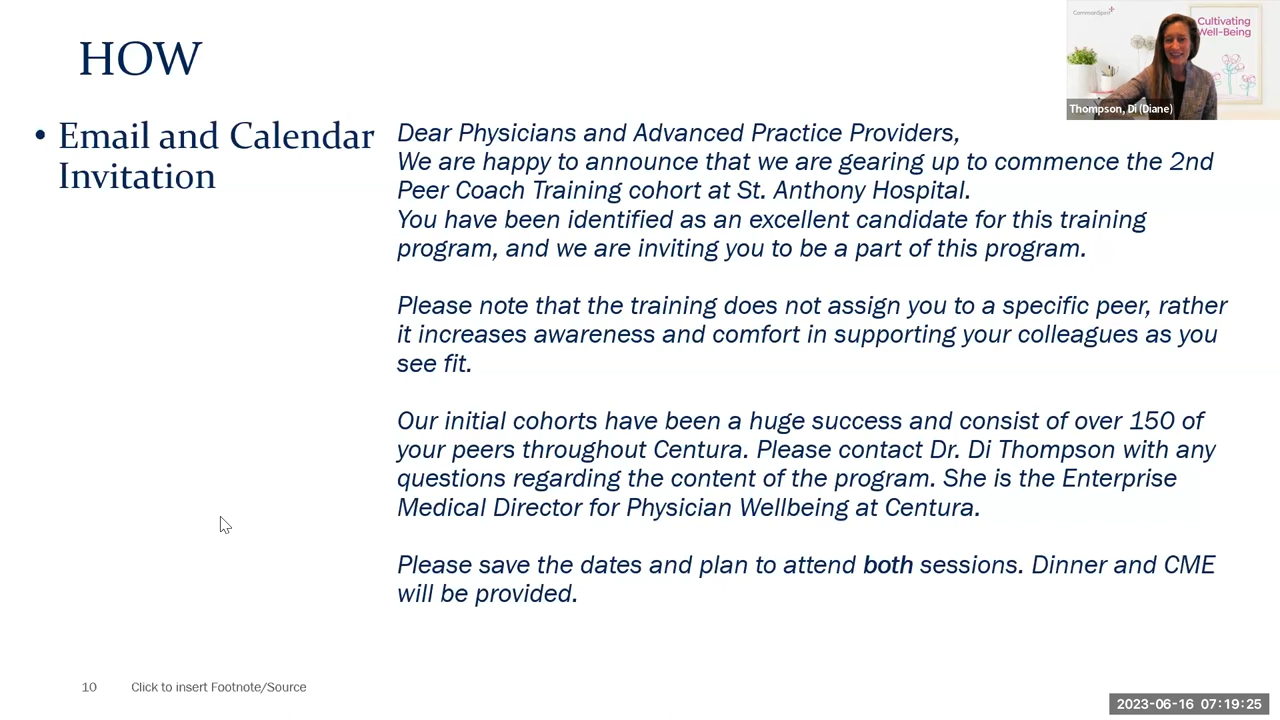 HOW
• Email and Calendar
Invitation
Dear Physicians and Advanced Practice Providers,
We are happy to announce that we are gearing up to commence the 2nd
Peer Coach Training cohort at St. Anthony Hospital.
You have been identified as an excellent candidate for this training
program, and we are inviting you to be a part of this program.
Please note that the training does not assign you to a specific peer, rather
it increases awareness and comfort in supporting your colleagues as you
see fit.
Our initial cohorts have been a huge success and consist of over 150 of
your peers throughout Centura. Please contact Dr. Di Thompson with any
questions regarding the content of the program. She is the Enterprise
Medical Director for Physician Wellbeing at Centura.
Please save the dates and plan to attend both sessions. Dinner and CME
will be provided.
CommonSpirit
Cultivating
Well-Being
Thompson, Di (Diane)
10
Click to insert Footnote/Source
2023-06-16 07:19:25